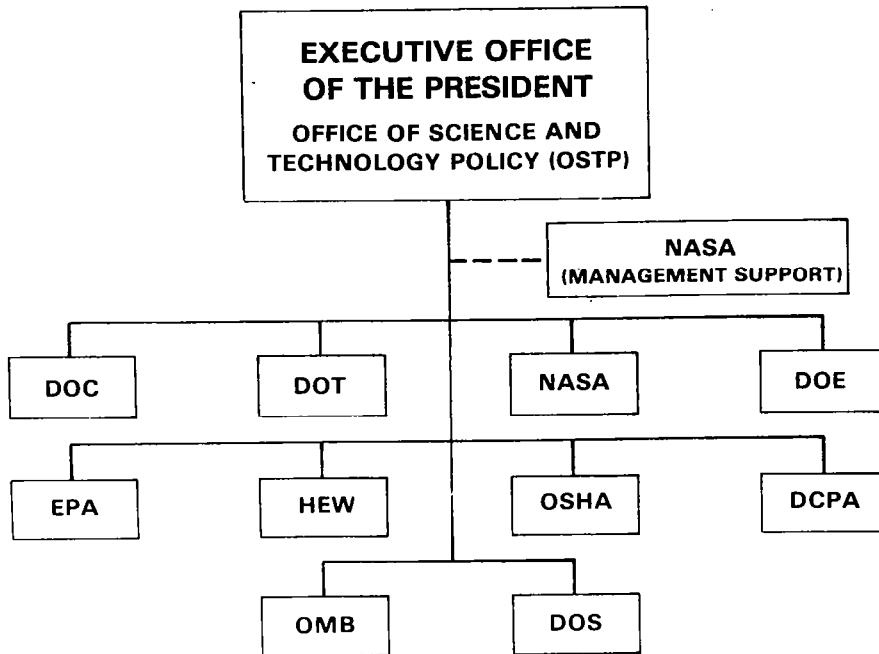 EXECUTIVE OFFICE
OF THE PRESIDENT
OFFICE OF SCIENCE AND
TECHNOLOGY POLICY (OSTP)
NASA
(MANAGEMENT SUPPORT)
DOC
DOT
NASA
DOE
EPA
HEW
OSHA
DCPA
OMB
DOS